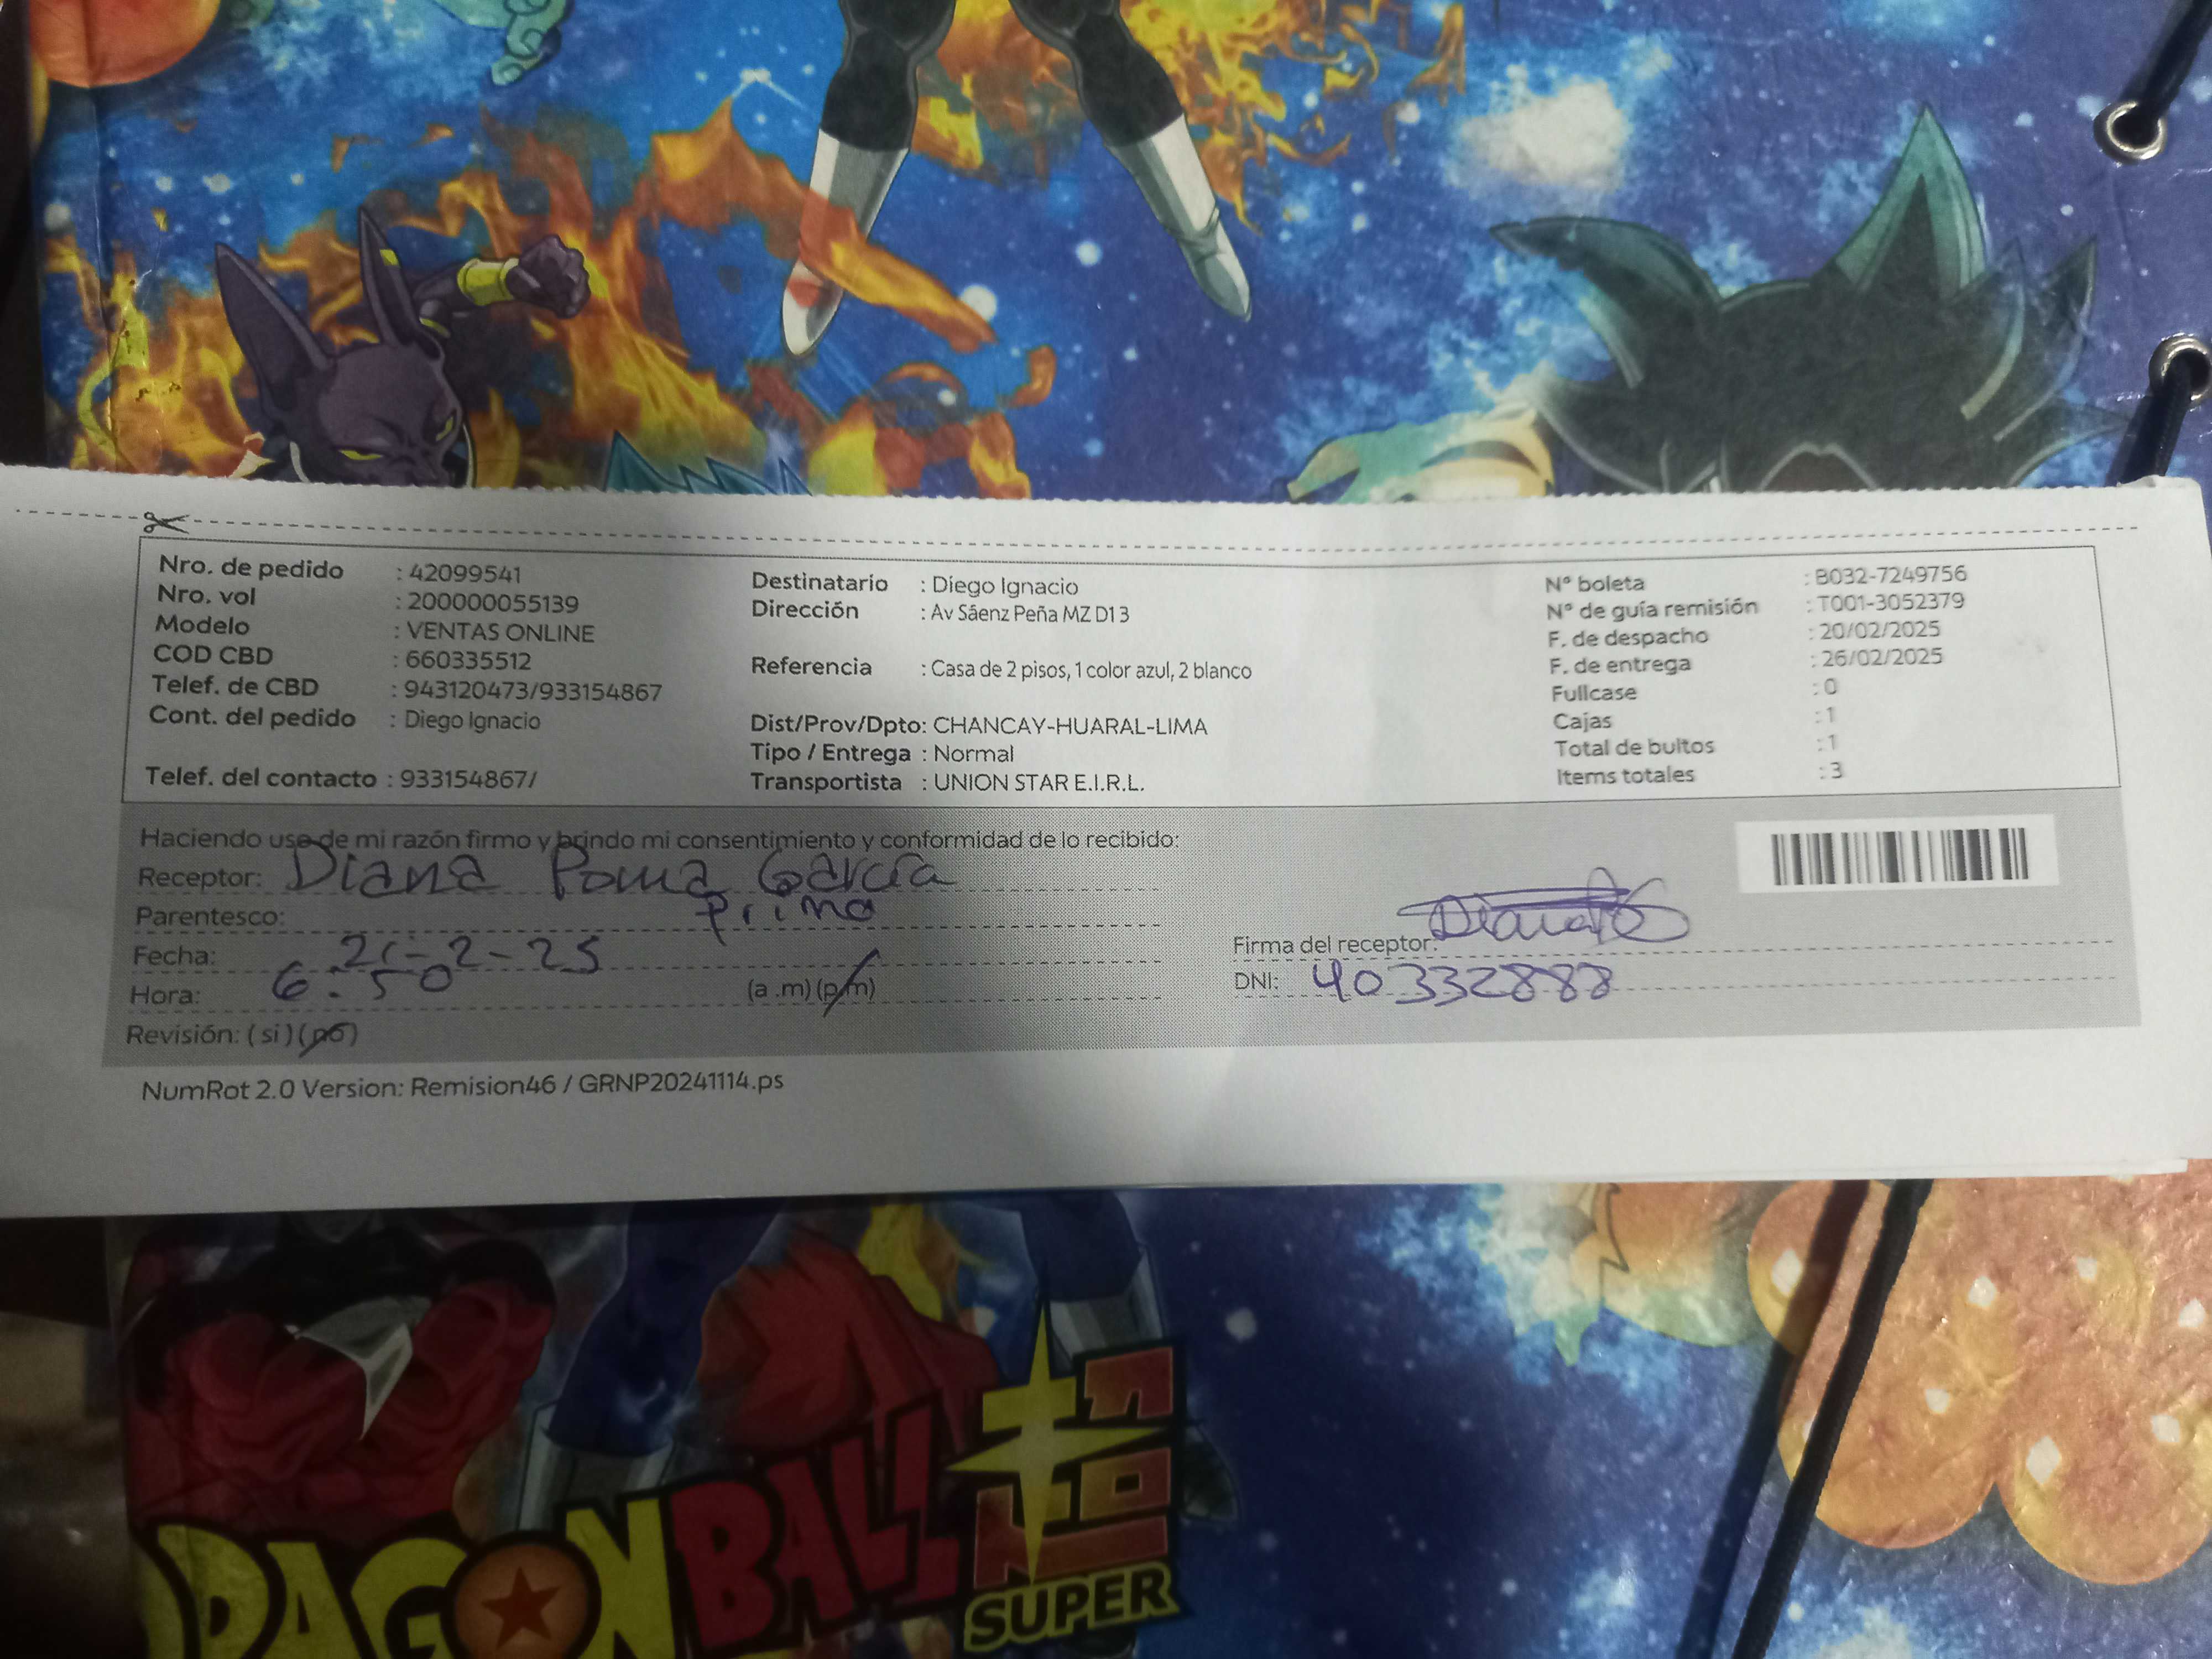 Nro. de pedido : 42099541
Nro. vol : 200000055139
Modelo : VENTAS ONLINE
COD CBD : 660335512
Telef. de CBD : 943120473/933154867
Cont. del pedido : Diego Ignacio
Telef. del contacto : 933154867/
Destinatario : Diego Ignacio
Dirección : Av Sáenz Peña MZ D13
Referencia : Casa de 2 pisos, 1 color azul, 2 blanco
Dist/Prov/Dpto: CHANCAY-HUARAL-LIMA
Tipo / Entrega : Normal
Transportista : UNION STAR E.I.R.L.
N° boleta : B032-7249756
N° de guía remisión : T001-3052379
F. de despacho : 20/02/2025
F. de entrega : 26/02/2025
Fullcase : 0
Cajas : 1
Total de bultos : 1
Items totales : 3
Haciendo uso de mi razón firmo y brindo mi consentimiento y conformidad de lo recibido:
Receptor: Diana Poma García
Parentesco: Prima
Fecha: 21-2-25
Hora: 6:50 (a .m) (p.m)
Revisión: ( si ) ( no )
Firma del receptor:
DNI: 40332888
NumRot 2.0 Version: Remision46 / GRNP20241114.ps
DRAGON BALL
超
SUPER